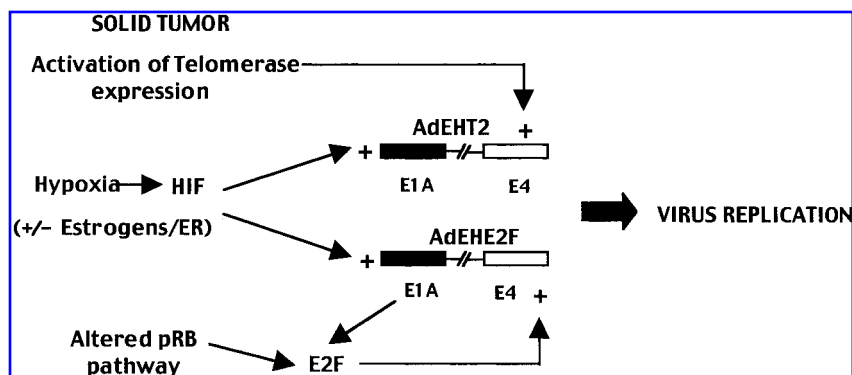 SOLID TUMOR
Activation of Telomerase
expression
AdEHT2
+
+
E1A
E4
Hypoxia
HIF
(+/- Estrogens/ER)
VIRUS REPLICATION
AdEHE2F
+
E1A
E4
+
Altered pRB
pathway
E2F